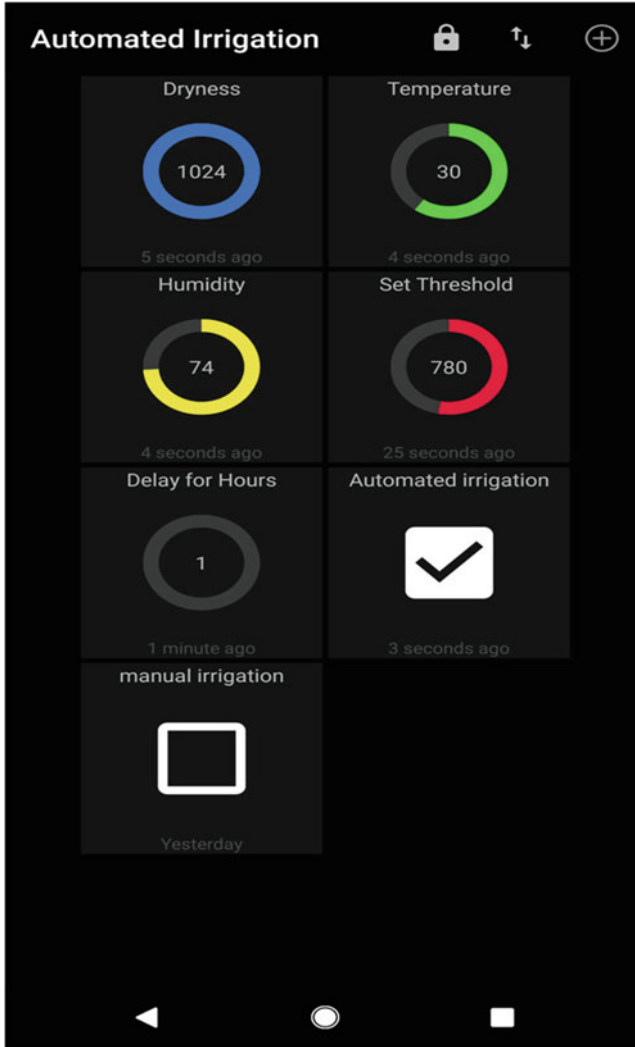 Automated Irrigation
Dryness
Temperature
1024
30
5 seconds ago
4 seconds ago
Humidity
Set Threshold
74
780
4 seconds ago
25 seconds ago
Delay for Hours
Automated irrigation
1
1 minute ago
3 seconds ago
manual irrigation
Yesterday